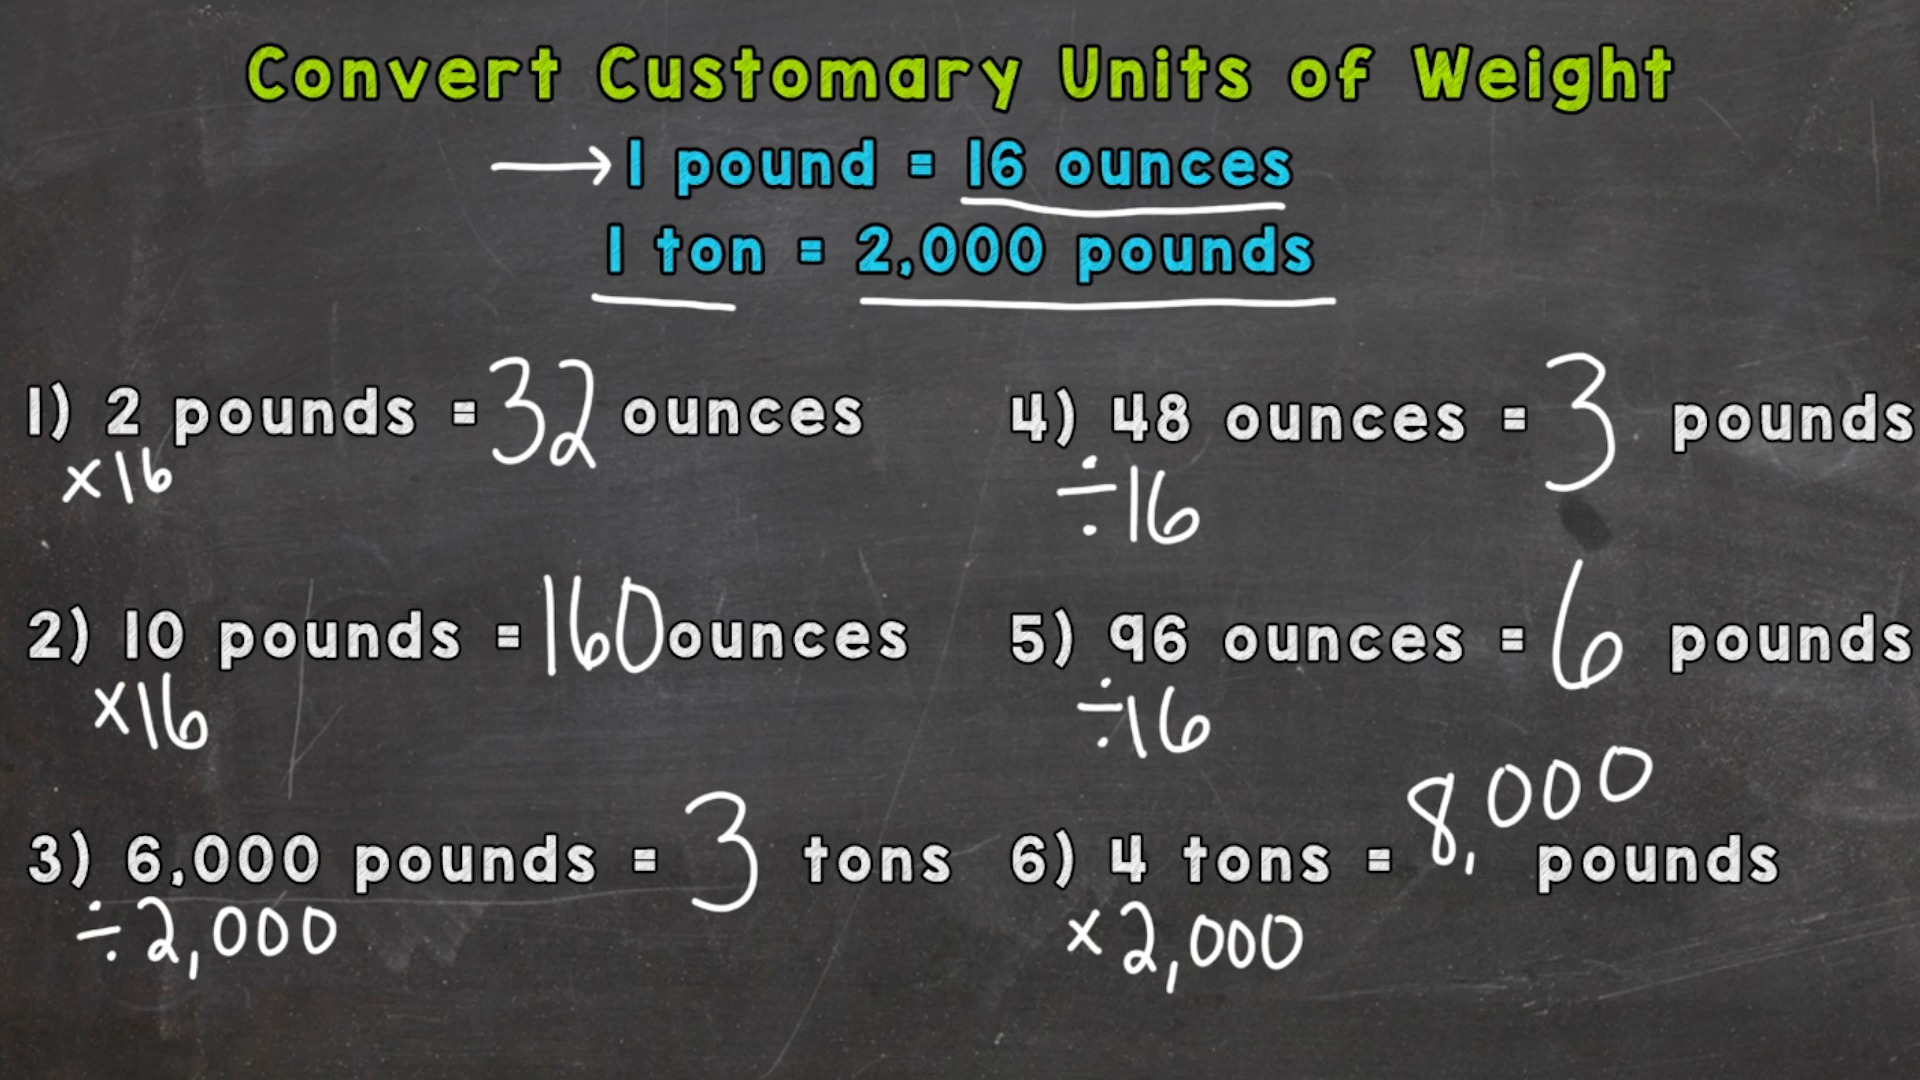 Convert Customary Units of Weight
→ 1 pound = 16 ounces
1 ton = 2,000 pounds
1) 2 pounds = 32 ounces
×16
2) 10 pounds = 160 ounces
×16
3) 6,000 pounds = 3 tons
÷2,000
4) 48 ounces = 3 pounds
÷16
5) 96 ounces = 6 pounds
÷16
6) 4 tons = 8,000 pounds
×2,000